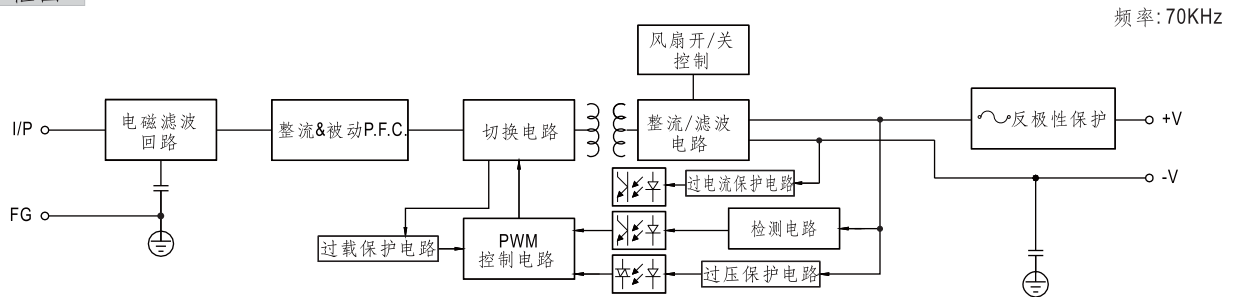 频率: 70KHz
风扇开/关
控制
I/P
电磁滤波
回路
整流&被动P.F.C.
切换电路
整流/滤波
电路
反极性保护
+V
-V
过电流保护电路
FG
过载保护电路
PWM
控制电路
检测电路
过压保护电路